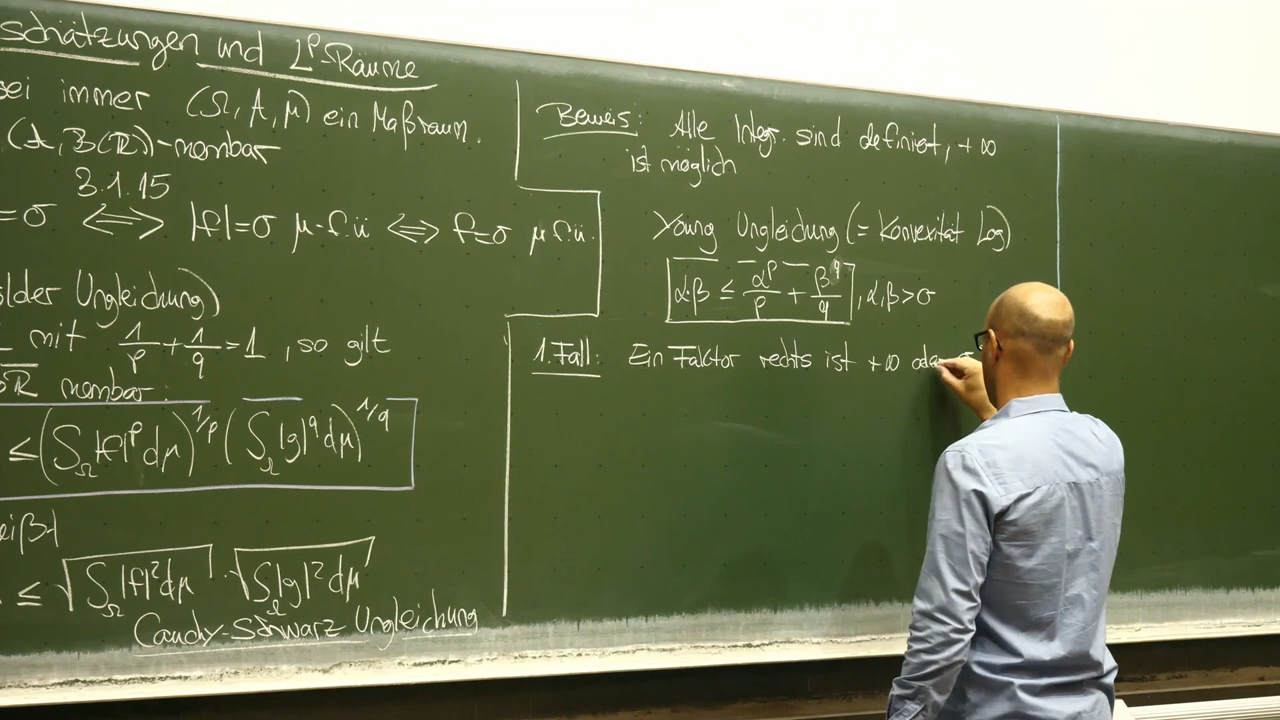 schätzungen und L^p-Räume
sei immer (Ω, A, μ) ein Maßraum.
(A, B(R̅))-messbar
3.1.15
=0 ⟺ |f|=0 μ-f.ü ⟺ f=0 μ f.ü.
ölder Ungleichung)
mit 1/p + 1/q = 1, so gilt
R̅ messbar:
≤ (∫_Ω |f|^p dμ)^{1/p} (∫_Ω |g|^q dμ)^{1/q}
eißt
≤ √∫_Ω |f|² dμ · √∫_Ω |g|² dμ
Cauchy-Schwarz Ungleichung
Beweis: Alle Integr. sind definiert, +∞
ist möglich
Young Ungleichung (= Konvexität Log)
α·β ≤ α^p/p + β^q/q, α,β>0
1. Fall: Ein Faktor rechts ist +∞ oder